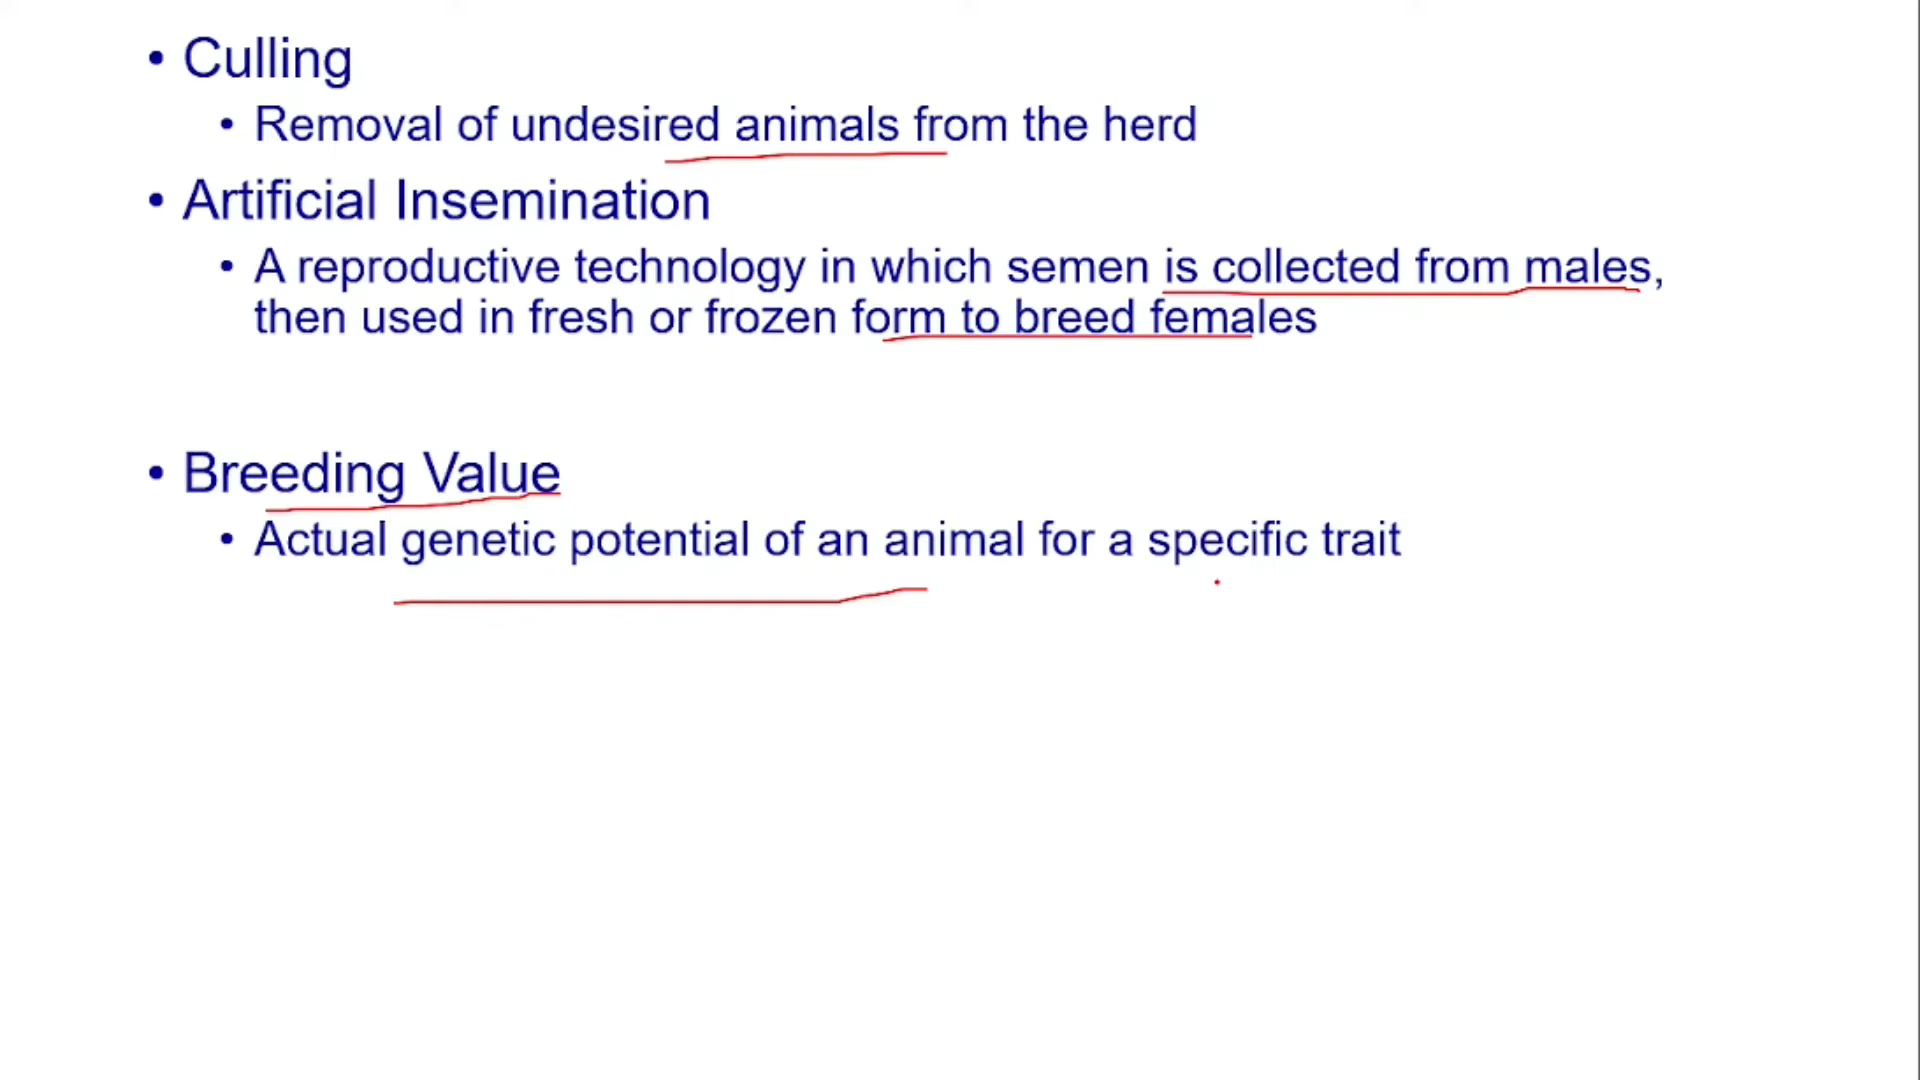 • Culling
• Removal of undesired animals from the herd
• Artificial Insemination
• A reproductive technology in which semen is collected from males,
then used in fresh or frozen form to breed females
• Breeding Value
• Actual genetic potential of an animal for a specific trait